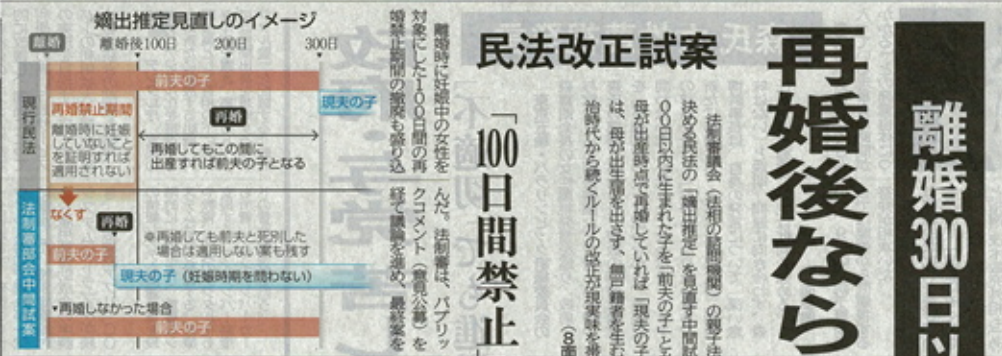 離婚300日以
再婚後なら
民法改正試案
「100日間禁止」
法制審議会(法相の諮問機関)の親子法
決める民法の「嫡出推定」を見直す中間試
00日以内に生まれた子を「前夫の子」とみ
母が出産時点で再婚していれば「現夫の子
は、母が出生届を出さず、無戸籍者を生む
治時代から続くルールの改正が現実味を帯
(8面
離婚時に妊娠中の女性を
対象にした100日間の再
婚禁止期間の撤廃も盛り込
んだ。法制審は、パブリッ
クコメント(意見公募)を
経て議論を進め、最終案を
嫡出推定見直しのイメージ
離婚
離婚後100日
200日
300日
現行民法
前夫の子
現夫の子
再婚禁止期間
離婚時に妊娠
していないこと
を証明すれば
適用されない
再婚
再婚してもこの間に
出産すれば前夫の子となる
なくす
法制審部会中間試案
再婚
※再婚しても前夫と死別した
場合は適用しない案も残す
前夫の子
現夫の子(妊娠時期を問わない)
▼再婚しなかった場合
前夫の子